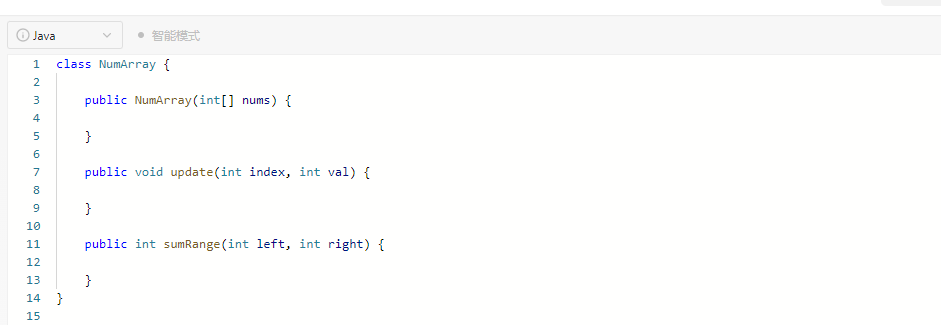 Java
智能模式
1 class NumArray {
2
3 public NumArray(int[] nums) {
4
5 }
6
7 public void update(int index, int val) {
8
9 }
10
11 public int sumRange(int left, int right) {
12
13 }
14 }
15